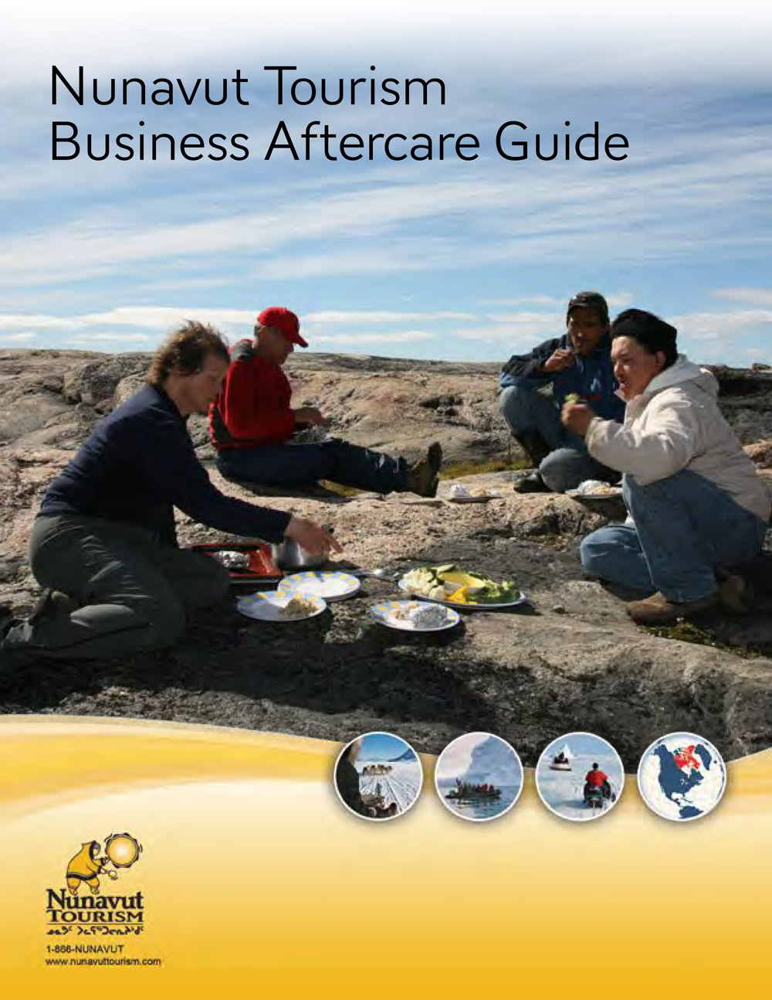 Nunavut Tourism
Business Aftercare Guide
Nunavut
TOURISM
1-866-NUNAVUT
www.nunavuttourism.com